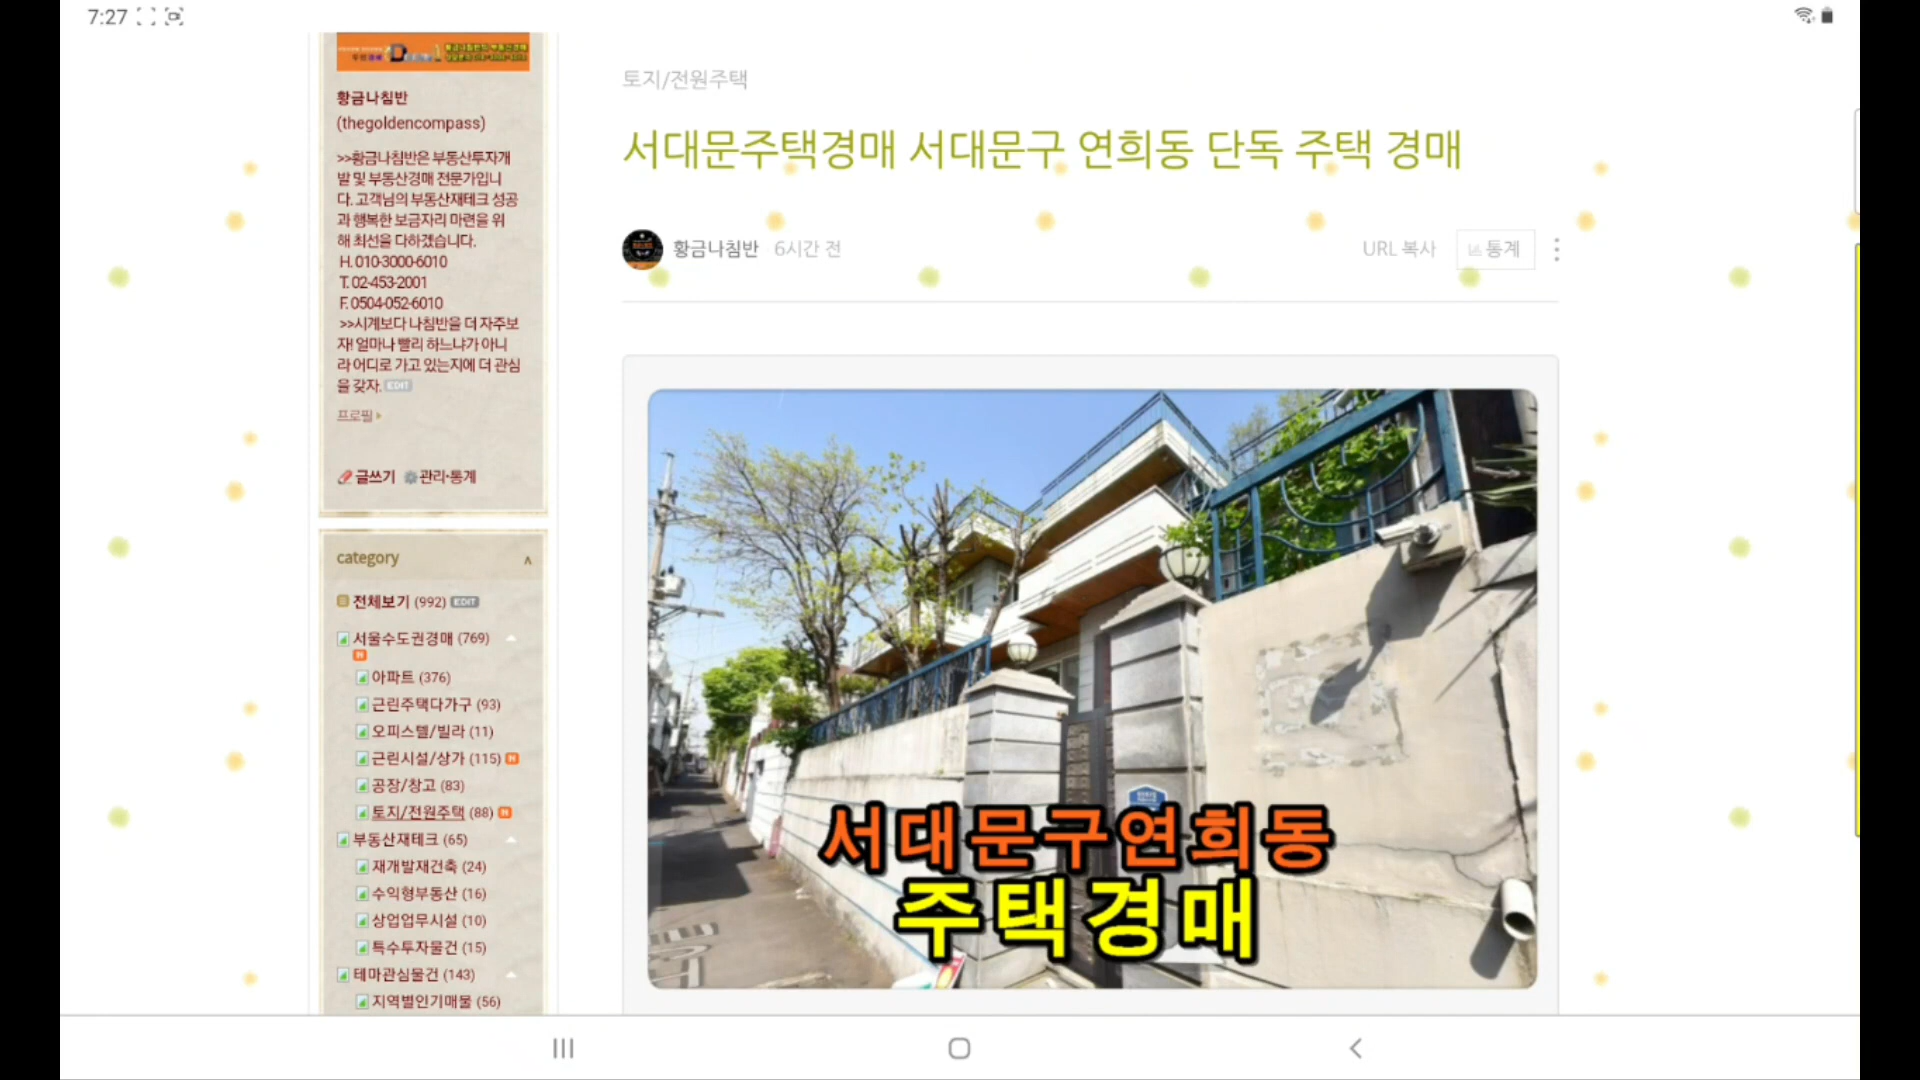 7:27
황금나침반
(thegoldencompass)
>>황금나침반은 부동산투자개
발 및 부동산경매 전문가입니
다. 고객님의 부동산재테크 성공
과 행복한 보금자리 마련을 위
해 최선을 다하겠습니다.
H. 010-3000-6010
T. 02-453-2001
F. 0504-052-6010
>>시계보다 나침반을 더 자주보
자! 얼마나 빨리 하느냐가 아니
라 어디로 가고 있는지에 더 관심
을 갖자. EDIT
프로필
글쓰기 관리·통계
category
전체보기 (992) EDIT
서울수도권경매 (769)
N
아파트 (376)
근린주택다가구 (93)
오피스텔/빌라 (11)
근린시설/상가 (115) N
공장/창고 (83)
토지/전원주택 (88) N
부동산재테크 (65)
재개발재건축 (24)
수익형부동산 (16)
상업업무시설 (10)
특수투자물건 (15)
테마관심물건 (143)
지역별인기매물 (56)
토지/전원주택
서대문주택경매 서대문구 연희동 단독 주택 경매
황금나침반 6시간 전
URL 복사 통계
서대문구연희동
주택경매